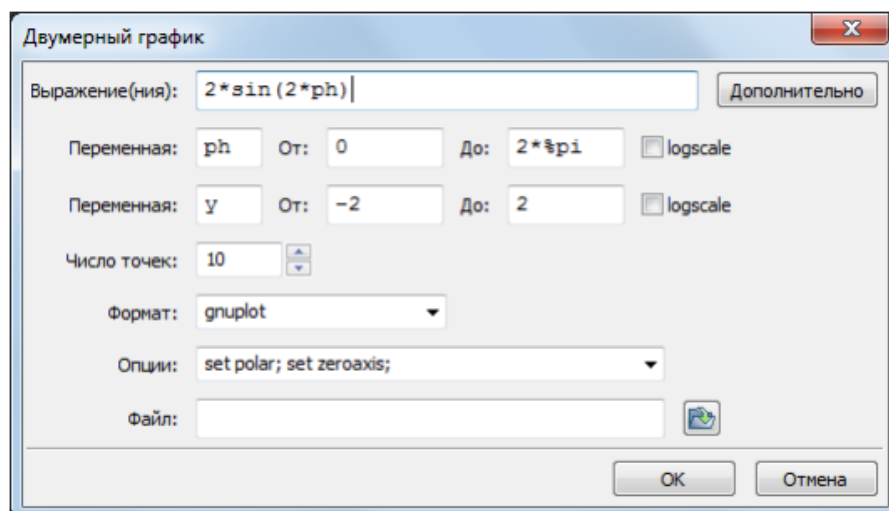 Двумерный график
Выражение(ния): 2*sin(2*ph) Дополнительно
Переменная: ph От: 0 До: 2*%pi logscale
Переменная: y От: -2 До: 2 logscale
Число точек: 10
Формат: gnuplot
Опции: set polar; set zeroaxis;
Файл:
OK Отмена